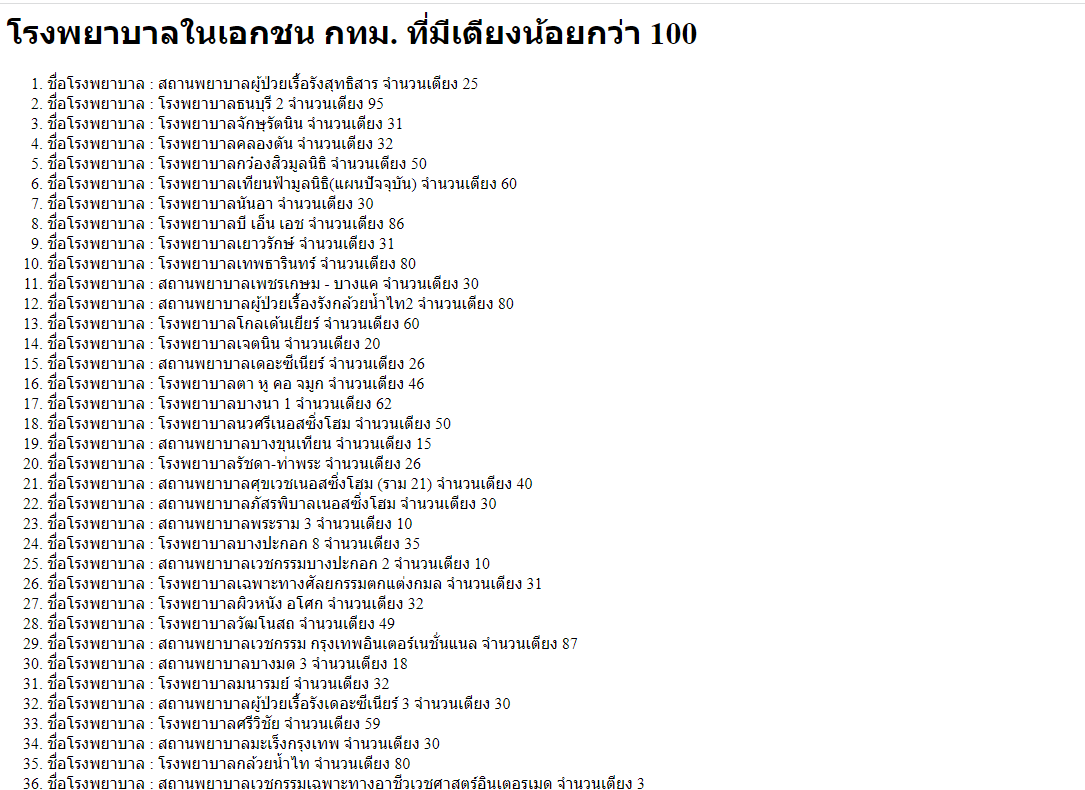 โรงพยาบาลในเอกชน กทม. ที่มีเตียงน้อยกว่า 100
1. ชื่อโรงพยาบาล : สถานพยาบาลผู้ป่วยเรื้อรังสุทธิสาร จำนวนเตียง 25
2. ชื่อโรงพยาบาล : โรงพยาบาลธนบุรี 2 จำนวนเตียง 95
3. ชื่อโรงพยาบาล : โรงพยาบาลจักษุรัตนิน จำนวนเตียง 31
4. ชื่อโรงพยาบาล : โรงพยาบาลคลองตัน จำนวนเตียง 32
5. ชื่อโรงพยาบาล : โรงพยาบาลกว๋องสิวมูลนิธิ จำนวนเตียง 50
6. ชื่อโรงพยาบาล : โรงพยาบาลเทียนฟ้ามูลนิธิ(แผนปัจจุบัน) จำนวนเตียง 60
7. ชื่อโรงพยาบาล : โรงพยาบาลนันอา จำนวนเตียง 30
8. ชื่อโรงพยาบาล : โรงพยาบาลบี เอ็น เอช จำนวนเตียง 86
9. ชื่อโรงพยาบาล : โรงพยาบาลเยาวรักษ์ จำนวนเตียง 31
10. ชื่อโรงพยาบาล : โรงพยาบาลเทพธารินทร์ จำนวนเตียง 80
11. ชื่อโรงพยาบาล : สถานพยาบาลเพชรเกษม - บางแค จำนวนเตียง 30
12. ชื่อโรงพยาบาล : สถานพยาบาลผู้ป่วยเรื้องรังกล้วยน้ำไท2 จำนวนเตียง 80
13. ชื่อโรงพยาบาล : โรงพยาบาลโกลเด้นเยียร์ จำนวนเตียง 60
14. ชื่อโรงพยาบาล : โรงพยาบาลเจตนิน จำนวนเตียง 20
15. ชื่อโรงพยาบาล : สถานพยาบาลเดอะซีเนียร์ จำนวนเตียง 26
16. ชื่อโรงพยาบาล : โรงพยาบาลตา หู คอ จมูก จำนวนเตียง 46
17. ชื่อโรงพยาบาล : โรงพยาบาลบางนา 1 จำนวนเตียง 62
18. ชื่อโรงพยาบาล : โรงพยาบาลนวศรีเนอสซิ่งโฮม จำนวนเตียง 50
19. ชื่อโรงพยาบาล : สถานพยาบาลบางขุนเทียน จำนวนเตียง 15
20. ชื่อโรงพยาบาล : โรงพยาบาลรัชดา-ท่าพระ จำนวนเตียง 26
21. ชื่อโรงพยาบาล : สถานพยาบาลศุขเวชเนอสซิ่งโฮม (ราม 21) จำนวนเตียง 40
22. ชื่อโรงพยาบาล : สถานพยาบาลภัสรพิบาลเนอสซิ่งโฮม จำนวนเตียง 30
23. ชื่อโรงพยาบาล : สถานพยาบาลพระราม 3 จำนวนเตียง 10
24. ชื่อโรงพยาบาล : โรงพยาบาลบางปะกอก 8 จำนวนเตียง 35
25. ชื่อโรงพยาบาล : สถานพยาบาลเวชกรรมบางปะกอก 2 จำนวนเตียง 10
26. ชื่อโรงพยาบาล : โรงพยาบาลเฉพาะทางศัลยกรรมตกแต่งกมล จำนวนเตียง 31
27. ชื่อโรงพยาบาล : โรงพยาบาลผิวหนัง อโศก จำนวนเตียง 32
28. ชื่อโรงพยาบาล : โรงพยาบาลวัฒโนสถ จำนวนเตียง 49
29. ชื่อโรงพยาบาล : สถานพยาบาลเวชกรรม กรุงเทพอินเตอร์เนชั่นแนล จำนวนเตียง 87
30. ชื่อโรงพยาบาล : สถานพยาบาลบางมด 3 จำนวนเตียง 18
31. ชื่อโรงพยาบาล : โรงพยาบาลมนารมย์ จำนวนเตียง 32
32. ชื่อโรงพยาบาล : สถานพยาบาลผู้ป่วยเรื้อรังเดอะซีเนียร์ 3 จำนวนเตียง 30
33. ชื่อโรงพยาบาล : โรงพยาบาลศรีวิชัย จำนวนเตียง 59
34. ชื่อโรงพยาบาล : สถานพยาบาลมะเร็งกรุงเทพ จำนวนเตียง 30
35. ชื่อโรงพยาบาล : โรงพยาบาลกล้วยน้ำไท จำนวนเตียง 80
36. ชื่อโรงพยาบาล : สถานพยาบาลเวชกรรมเฉพาะทางอาชีวเวชศาสตร์อินเตอรเมด จำนวนเตียง 3